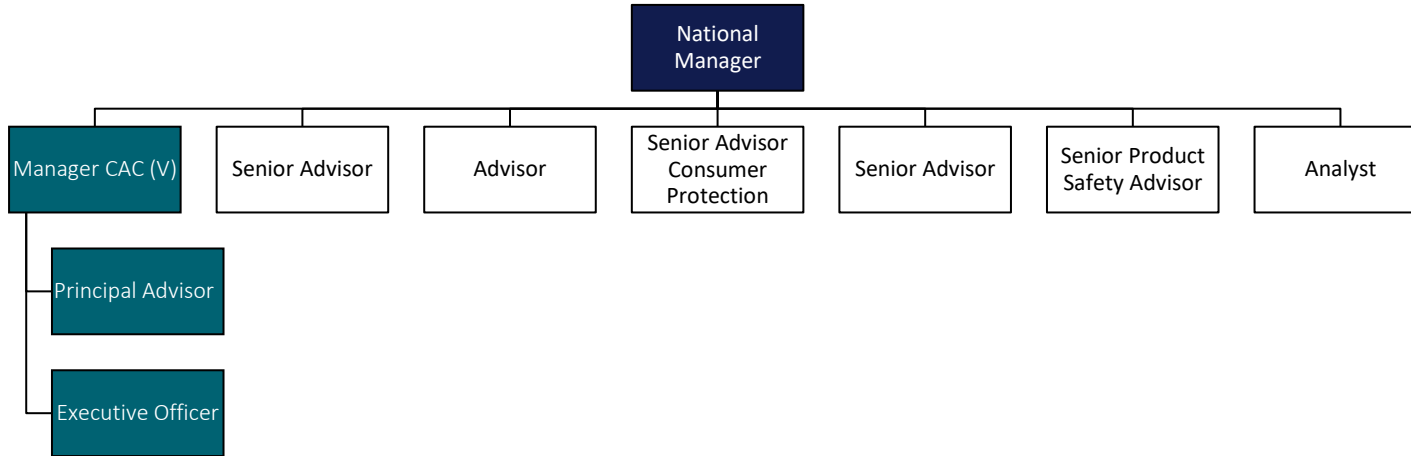 National
Manager
Manager CAC (V)
Senior Advisor
Advisor
Senior Advisor
Consumer
Protection
Senior Advisor
Senior Product
Safety Advisor
Analyst
Principal Advisor
Executive Officer